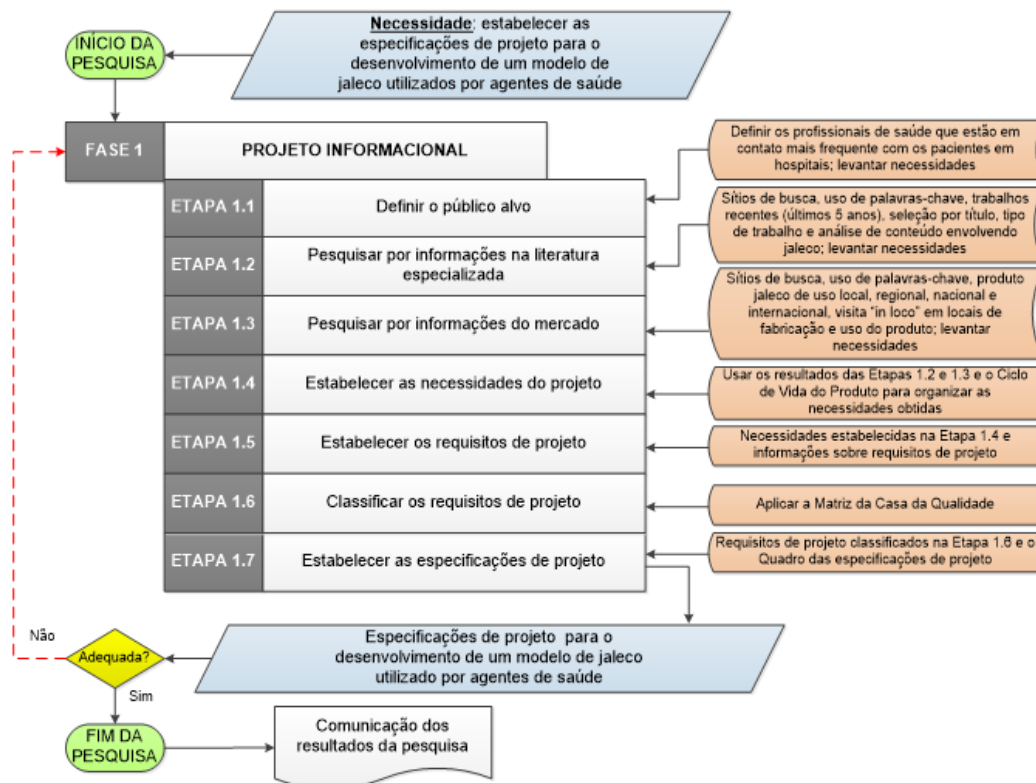 Necessidade: estabelecer as
especificações de projeto para o
desenvolvimento de um modelo de
jaleco utilizados por agentes de saúde
INÍCIO DA
PESQUISA
FASE 1
PROJETO INFORMACIONAL
Definir os profissionais de saúde que estão em
contato mais frequente com os pacientes em
hospitais; levantar necessidades
ETAPA 1.1
Definir o público alvo
Sítios de busca, uso de palavras-chave, trabalhos
recentes (últimos 5 anos), seleção por título, tipo
de trabalho e análise de conteúdo envolvendo
jaleco; levantar necessidades
ETAPA 1.2
Pesquisar por informações na literatura
especializada
Sítios de busca, uso de palavras-chave, produto
jaleco de uso local, regional, nacional e
internacional, visita “in loco” em locais de
fabricação e uso do produto; levantar
necessidades
ETAPA 1.3
Pesquisar por informações do mercado
ETAPA 1.4
Estabelecer as necessidades do projeto
Usar os resultados das Etapas 1.2 e 1.3 e o Ciclo
de Vida do Produto para organizar as
necessidades obtidas
ETAPA 1.5
Estabelecer os requisitos de projeto
Necessidades estabelecidas na Etapa 1.4 e
informações sobre requisitos de projeto
ETAPA 1.6
Classificar os requisitos de projeto
Aplicar a Matriz da Casa da Qualidade
ETAPA 1.7
Estabelecer as especificações de projeto
Requisitos de projeto classificados na Etapa 1.6 e o
Quadro das especificações de projeto
Não
Adequada?
Sim
Especificações de projeto para o
desenvolvimento de um modelo de jaleco
utilizado por agentes de saúde
FIM DA
PESQUISA
Comunicação dos
resultados da pesquisa